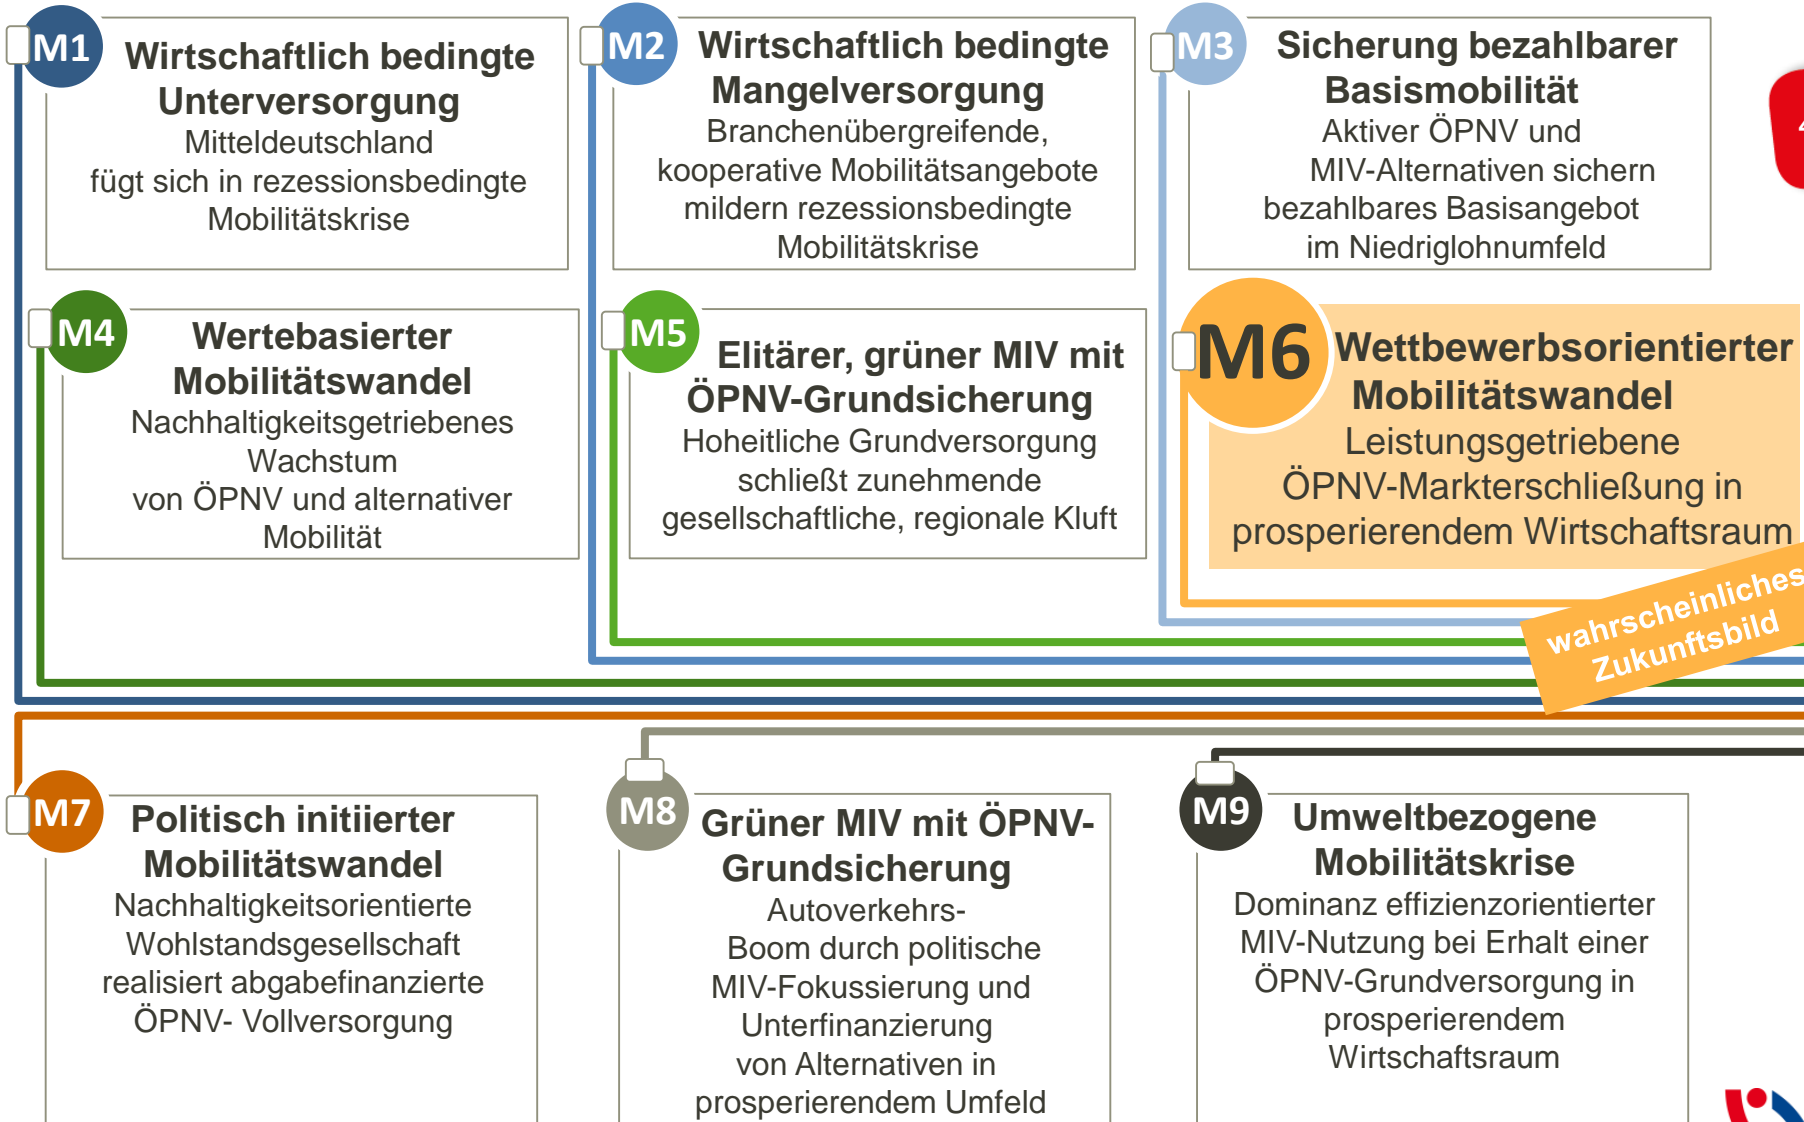 M1
Wirtschaftlich bedingte
Unterversorgung
Mitteldeutschland
fügt sich in rezessionsbedingte
Mobilitätskrise
M2
Wirtschaftlich bedingte
Mangelversorgung
Branchenübergreifende,
kooperative Mobilitätsangebote
mildern rezessionsbedingte
Mobilitätskrise
M3
Sicherung bezahlbarer
Basismobilität
Aktiver ÖPNV und
MIV-Alternativen sichern
bezahlbares Basisangebot
im Niedriglohnumfeld
M4
Wertebasierter
Mobilitätswandel
Nachhaltigkeitsgetriebenes
Wachstum
von ÖPNV und alternativer
Mobilität
M5
Elitärer, grüner MIV mit
ÖPNV-Grundsicherung
Hoheitliche Grundversorgung
schließt zunehmende
gesellschaftliche, regionale Kluft
M6
Wettbewerbsorientierter
Mobilitätswandel
Leistungsgetriebene
ÖPNV-Markterschließung in
prosperierendem Wirtschaftsraum
wahrscheinliches
Zukunftsbild
M7
Politisch initiierter
Mobilitätswandel
Nachhaltigkeitsorientierte
Wohlstandsgesellschaft
realisiert abgabefinanzierte
ÖPNV- Vollversorgung
M8
Grüner MIV mit ÖPNV-
Grundsicherung
Autoverkehrs-
Boom durch politische
MIV-Fokussierung und
Unterfinanzierung
von Alternativen in
prosperierendem Umfeld
M9
Umweltbezogene
Mobilitätskrise
Dominanz effizienzorientierter
MIV-Nutzung bei Erhalt einer
ÖPNV-Grundversorgung in
prosperierendem
Wirtschaftsraum